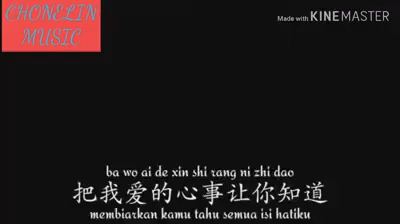 CHONELIN
MUSIC
Made with KINEMASTER
ba wo ai de xin shi rang ni zhi dao
把我爱的心事让你知道
membiarkan kamu tahu semua isi hatiku